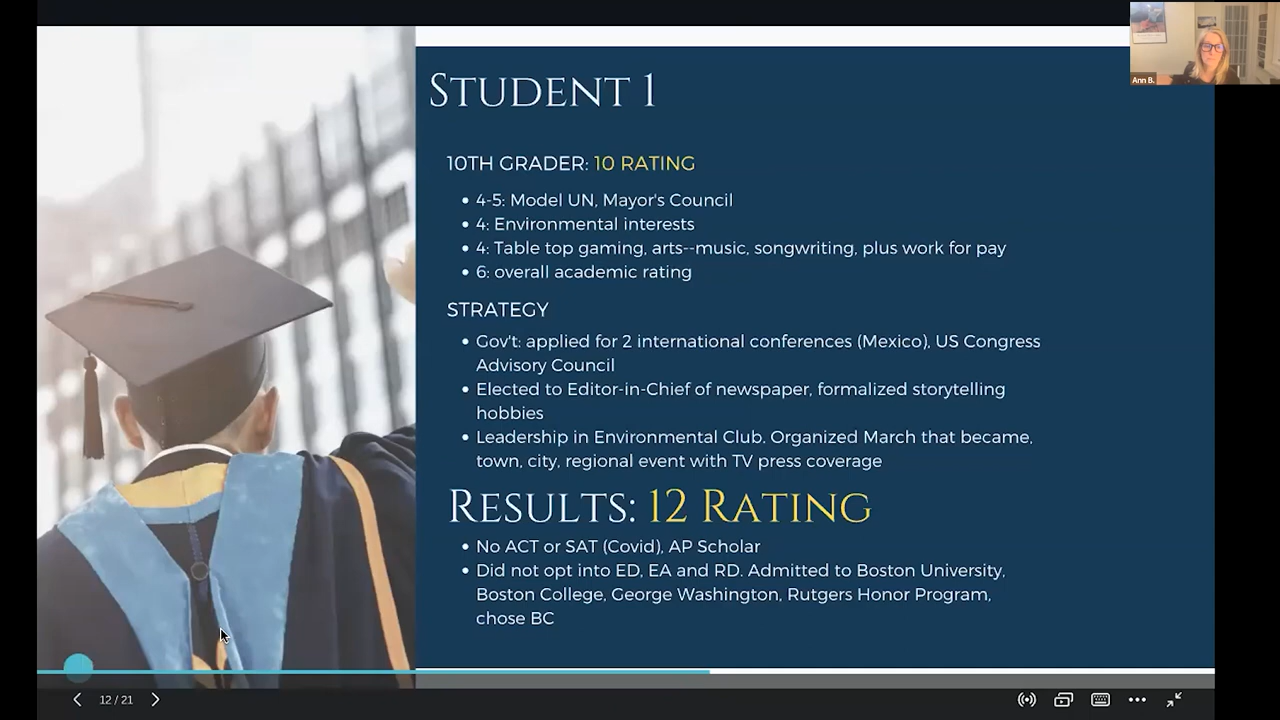 STUDENT 1
10TH GRADER: 10 RATING
• 4-5: Model UN, Mayor's Council
• 4: Environmental interests
• 4: Table top gaming, arts--music, songwriting, plus work for pay
• 6: overall academic rating
STRATEGY
• Gov't: applied for 2 international conferences (Mexico), US Congress
Advisory Council
• Elected to Editor-in-Chief of newspaper, formalized storytelling
hobbies
• Leadership in Environmental Club. Organized March that became,
town, city, regional event with TV press coverage
RESULTS: 12 RATING
• No ACT or SAT (Covid), AP Scholar
• Did not opt into ED, EA and RD. Admitted to Boston University,
Boston College, George Washington, Rutgers Honor Program,
chose BC
Ann B.
12 / 21